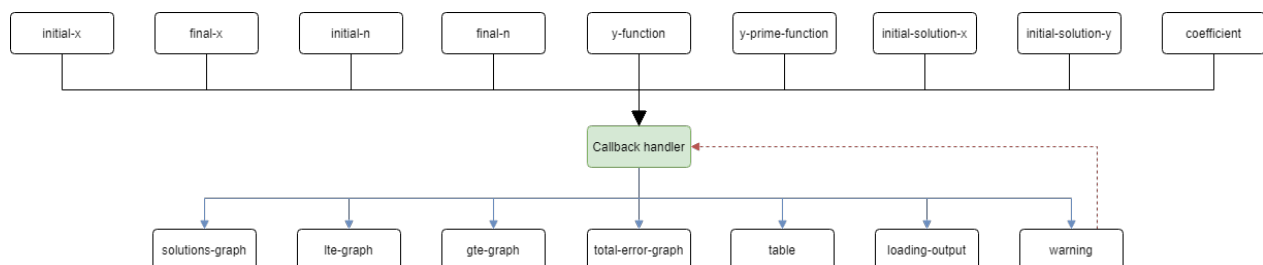 initial-x
final-x
initial-n
final-n
y-function
y-prime-function
initial-solution-x
initial-solution-y
coefficient
Callback handler
solutions-graph
lte-graph
gte-graph
total-error-graph
table
loading-output
warning